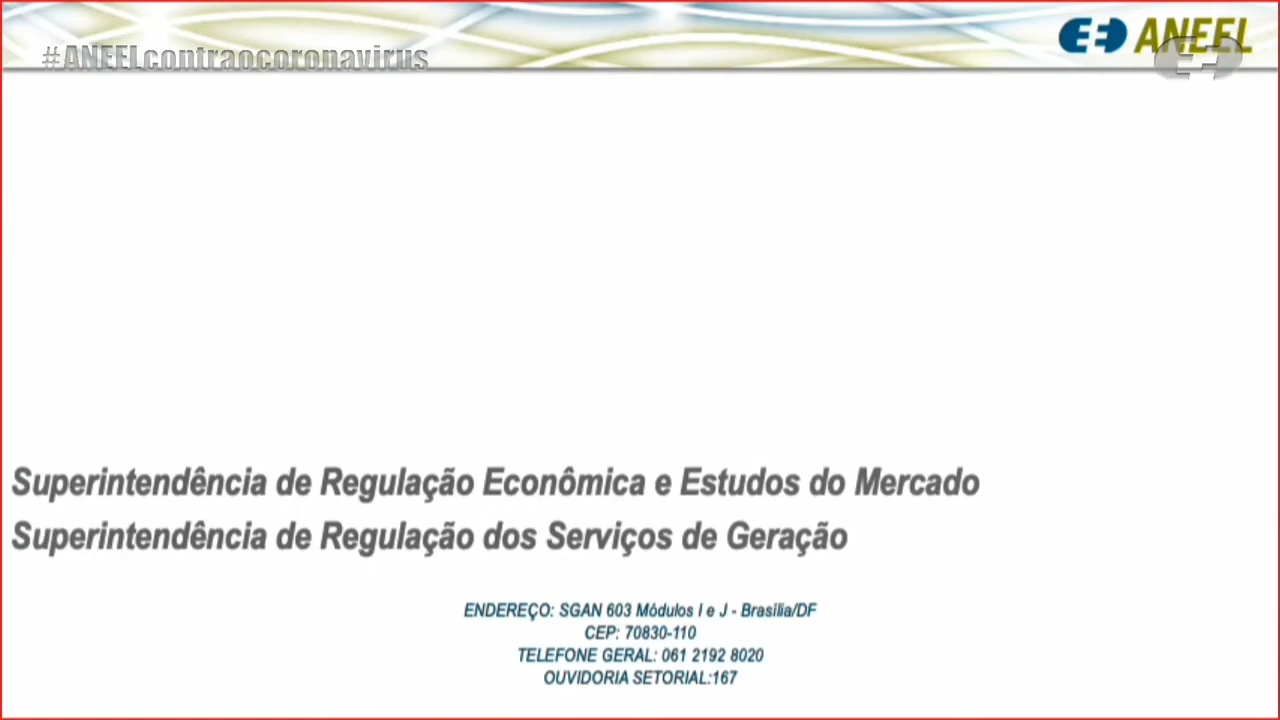 #ANEELcontraocoronavirus
ANEEL
Superintendência de Regulação Econômica e Estudos do Mercado
Superintendência de Regulação dos Serviços de Geração
ENDEREÇO: SGAN 603 Módulos I e J - Brasília/DF
CEP: 70830-110
TELEFONE GERAL: 061 2192 8020
OUVIDORIA SETORIAL:167